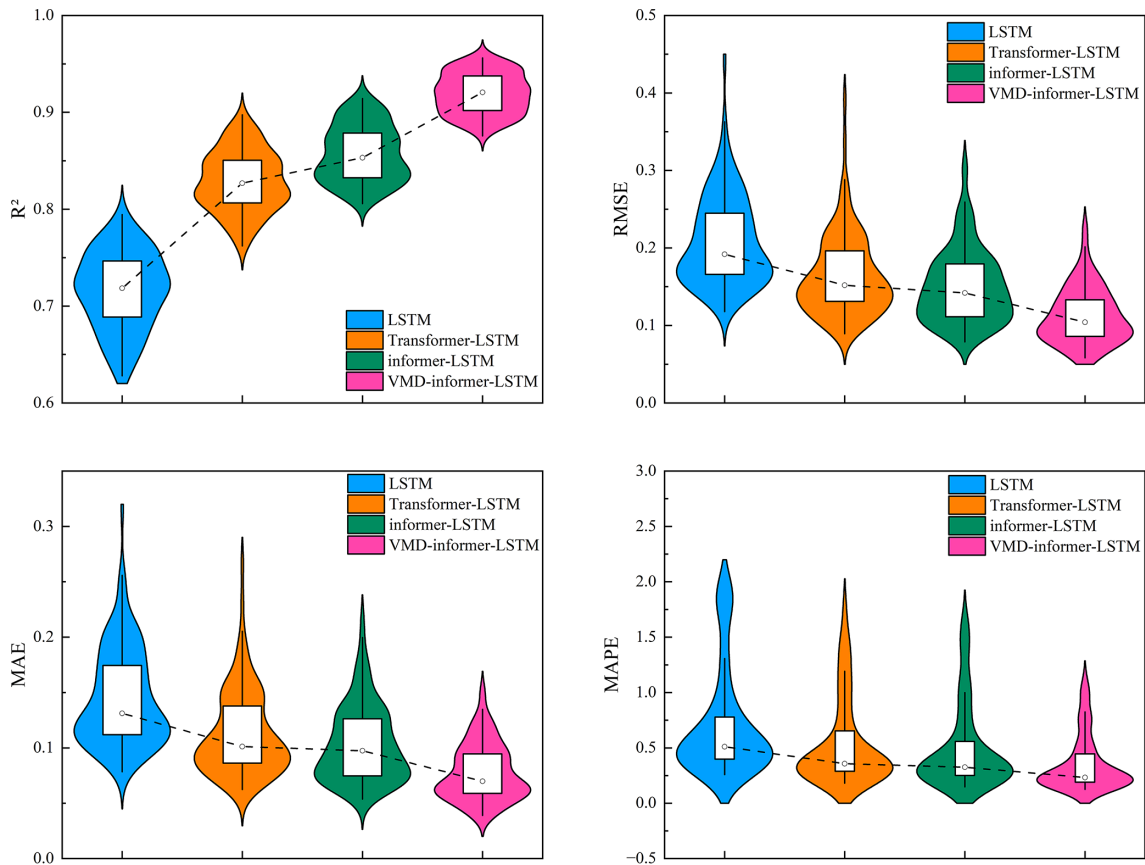 1.0
0.9
0.8
0.7
0.6
R²
LSTM
Transformer-LSTM
informer-LSTM
VMD-informer-LSTM
0.5
0.4
0.3
0.2
0.1
0.0
RMSE
LSTM
Transformer-LSTM
informer-LSTM
VMD-informer-LSTM
0.3
0.2
0.1
0.0
MAE
LSTM
Transformer-LSTM
informer-LSTM
VMD-informer-LSTM
3.0
2.5
2.0
1.5
1.0
0.5
0.0
−0.5
MAPE
LSTM
Transformer-LSTM
informer-LSTM
VMD-informer-LSTM